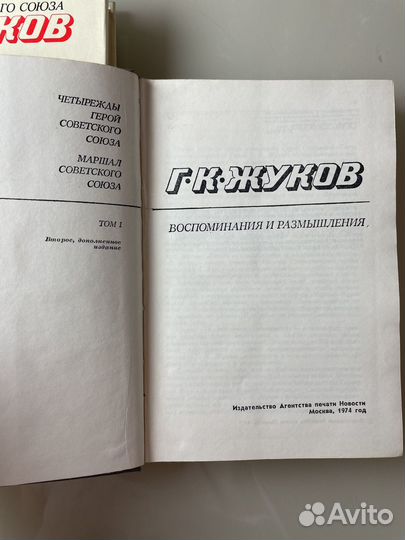 ГО СОЮЗА
КОВ
ЧЕТЫРЕЖДЫ
ГЕРОЙ
СОВЕТСКОГО
СОЮЗА
МАРШАЛ
СОВЕТСКОГО
СОЮЗА
ТОМ 1
Второе, дополненное
издание
Г·К·ЖУКОВ
ВОСПОМИНАНИЯ И РАЗМЫШЛЕНИЯ
Издательство Агентства печати Новости
Москва, 1974 год
Avito